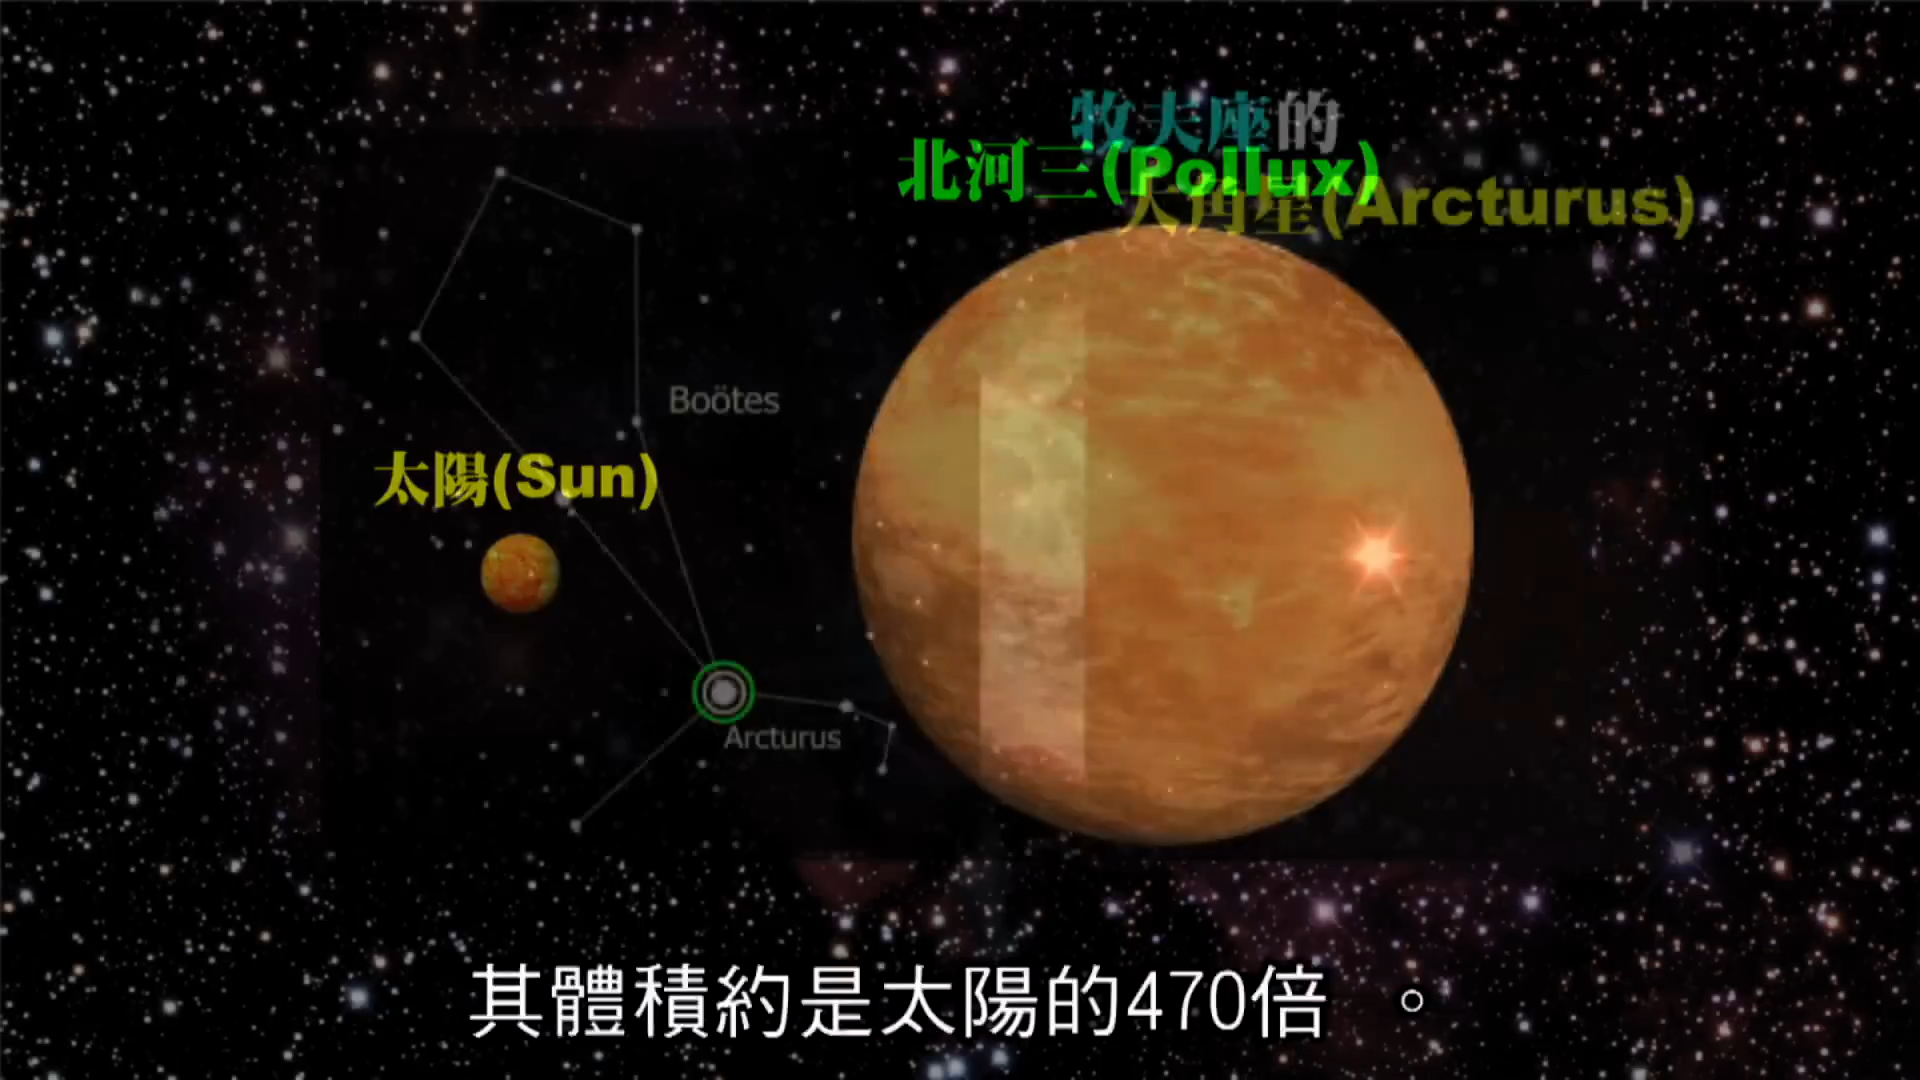 牧夫座的
北河三(Pollux)
大角星(Arcturus)
Boötes
太陽(Sun)
Arcturus
其體積約是太陽的470倍 。